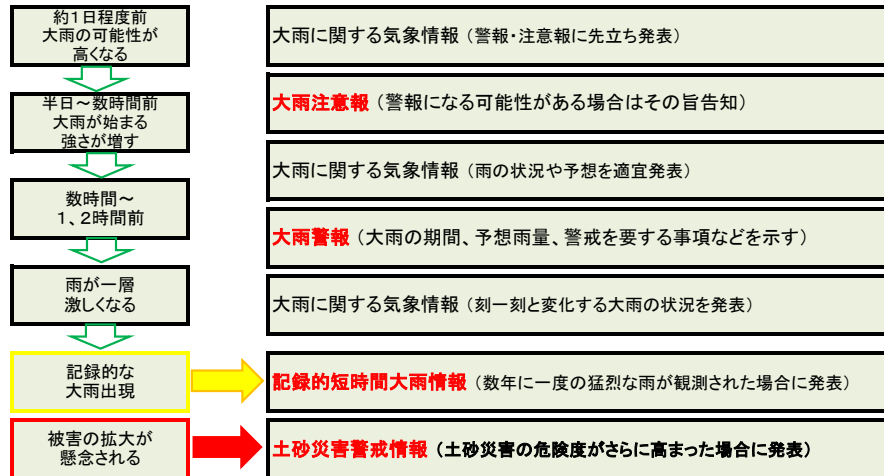 約1日程度前
大雨の可能性が
高くなる
大雨に関する気象情報（警報・注意報に先立ち発表）
半日～数時間前
大雨が始まる
強さが増す
大雨注意報（警報になる可能性がある場合はその旨告知）
大雨に関する気象情報（雨の状況や予想を適宜発表）
数時間～
1、2時間前
大雨警報（大雨の期間、予想雨量、警戒を要する事項などを示す）
雨が一層
激しくなる
大雨に関する気象情報（刻一刻と変化する大雨の状況を発表）
記録的な
大雨出現
記録的短時間大雨情報（数年に一度の猛烈な雨が観測された場合に発表）
被害の拡大が
懸念される
土砂災害警戒情報（土砂災害の危険度がさらに高まった場合に発表）